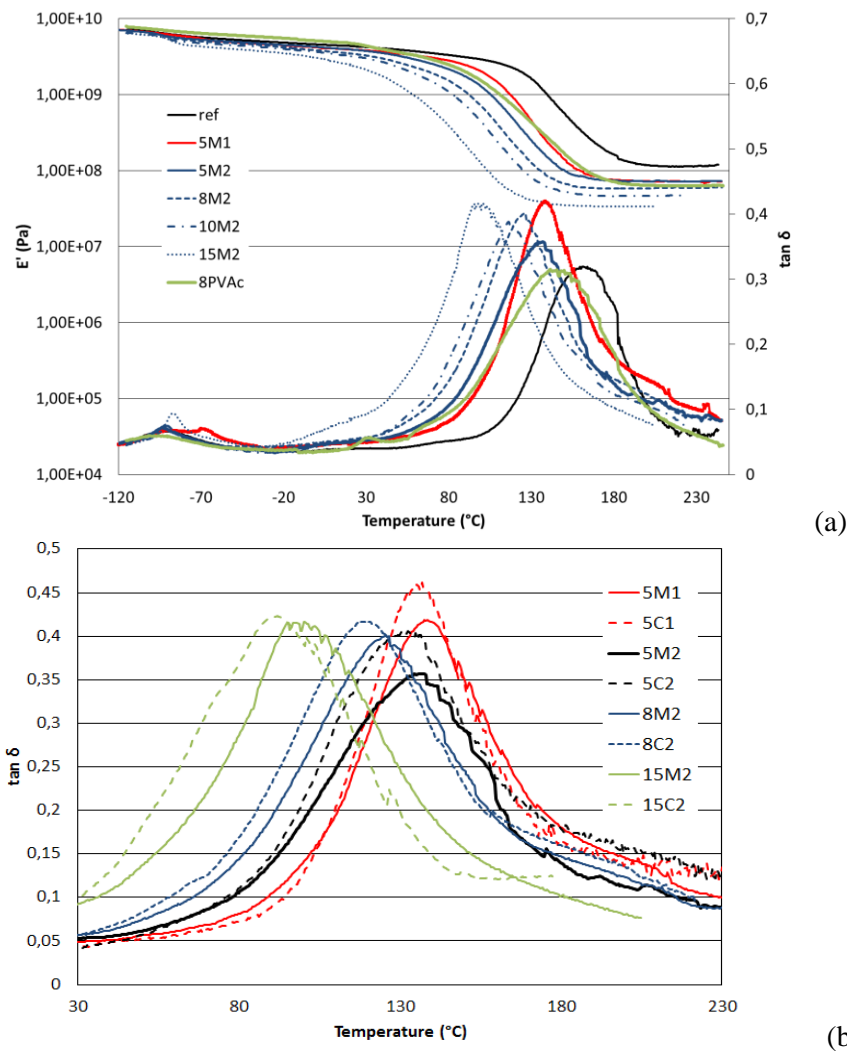 1,00E+10
1,00E+09
1,00E+08
1,00E+07
1,00E+06
1,00E+05
1,00E+04
E' (Pa)
ref
5M1
5M2
8M2
10M2
15M2
8PVAc
0,7
0,6
0,5
0,4
0,3
0,2
0,1
0
tan δ
-120 -70 -20 30 80 130 180 230
Temperature (°C)
(a)
0,5
0,45
0,4
0,35
0,3
0,25
0,2
0,15
0,1
0,05
0
tan δ
5M1
5C1
5M2
5C2
8M2
8C2
15M2
15C2
30 80 130 180 230
Temperature (°C)
(b